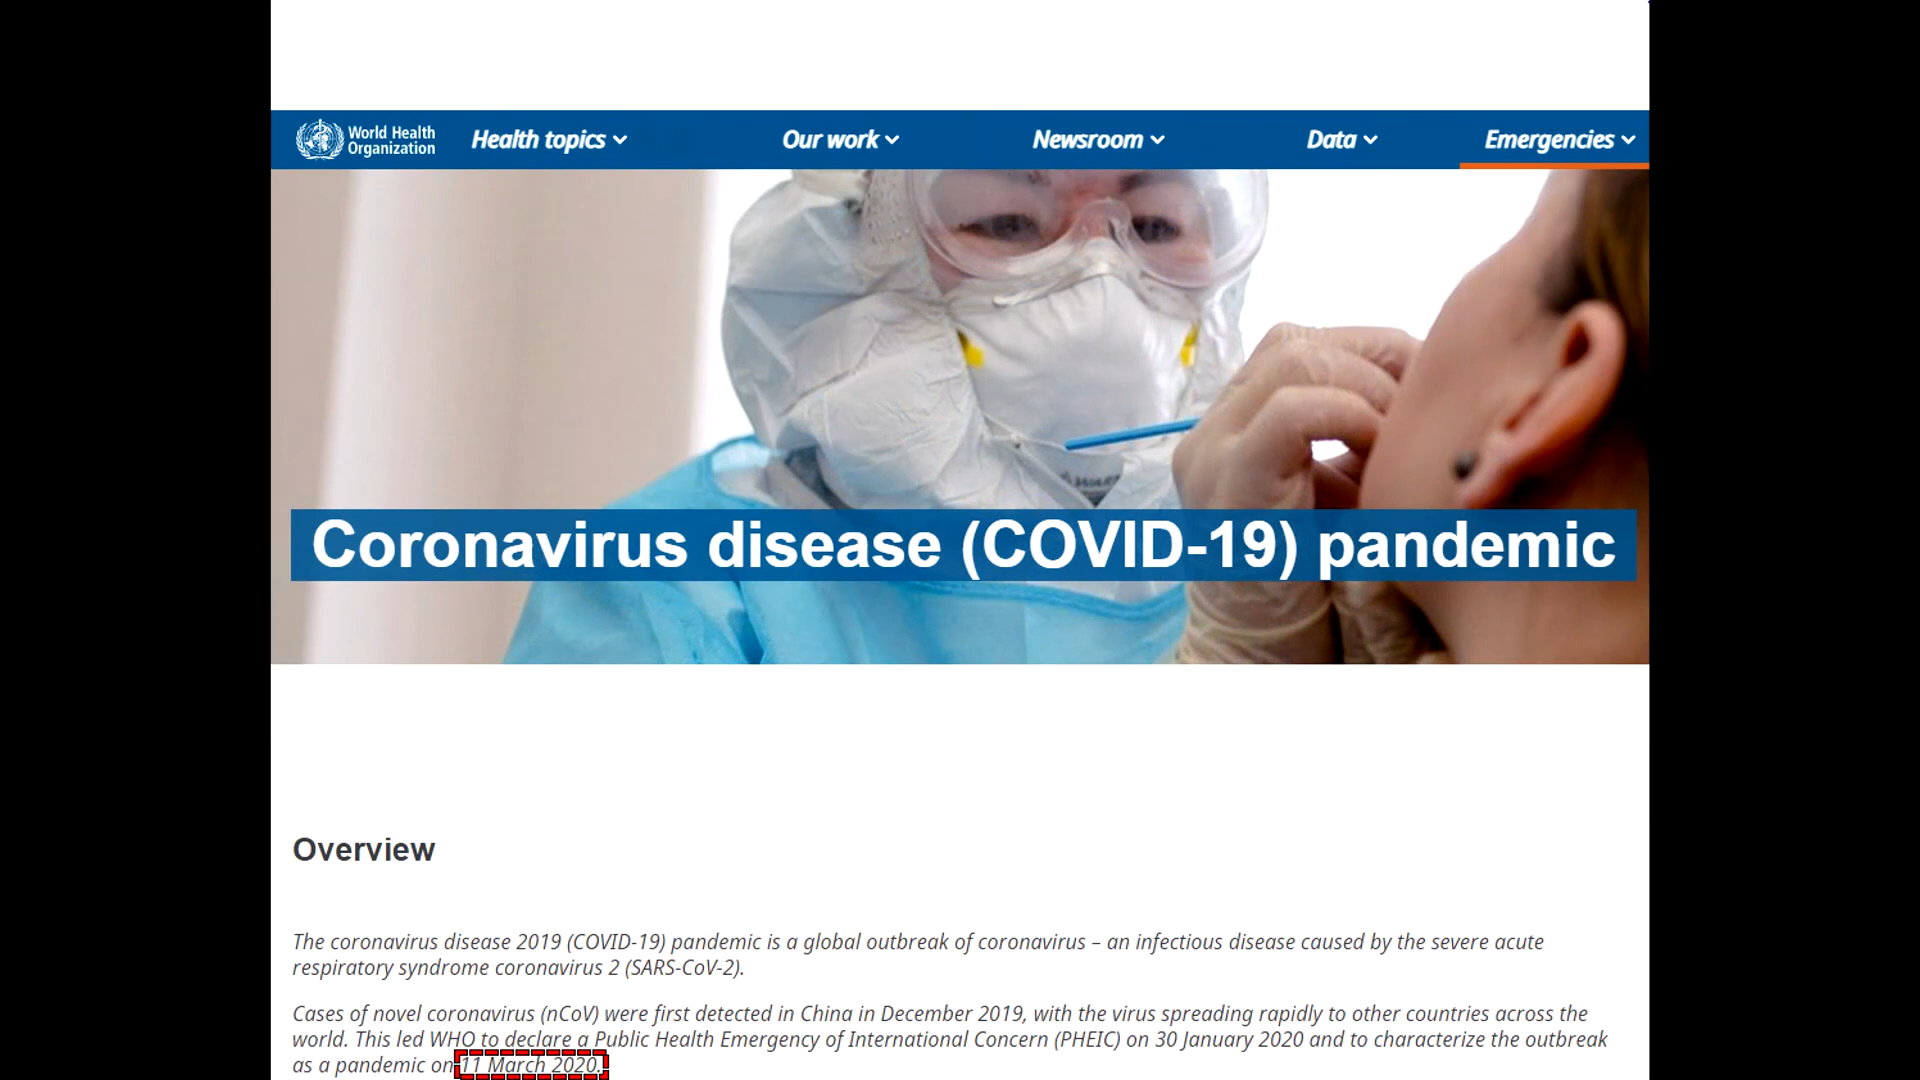 World Health
Organization
Health topics
Our work
Newsroom
Data
Emergencies
Coronavirus disease (COVID-19) pandemic
Overview
The coronavirus disease 2019 (COVID-19) pandemic is a global outbreak of coronavirus – an infectious disease caused by the severe acute
respiratory syndrome coronavirus 2 (SARS-CoV-2).
Cases of novel coronavirus (nCoV) were first detected in China in December 2019, with the virus spreading rapidly to other countries across the
world. This led WHO to declare a Public Health Emergency of International Concern (PHEIC) on 30 January 2020 and to characterize the outbreak
as a pandemic on 11 March 2020.